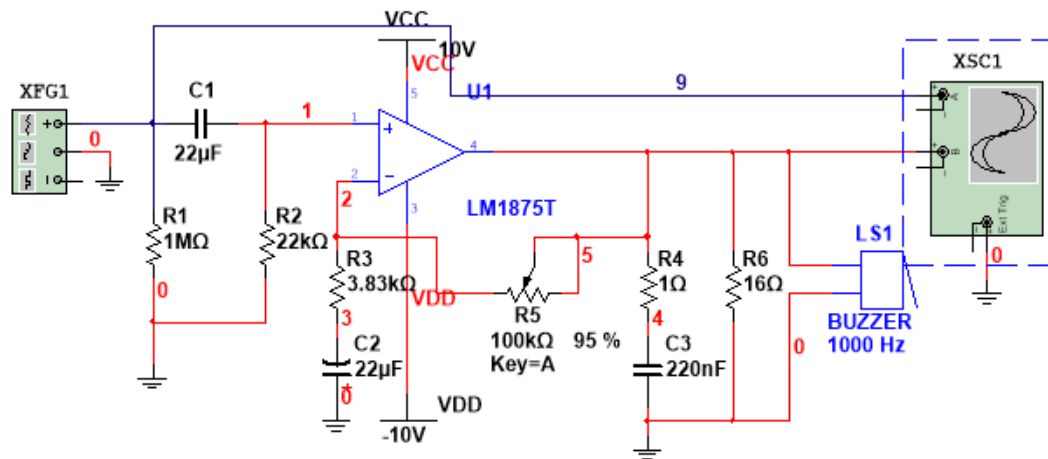 VCC
10V
VCC
XFG1
C1
22µF
0
1
+
5
U1
9
XSC1
1
+
2
−
4
3
LM1875T
2
A
B
Ext Trig
R1
1MΩ
0
R2
22kΩ
R3
3.83kΩ
VDD
3
C2
22µF
0
VDD
-10V
R5
100kΩ 95 %
Key=A
5
R4
1Ω
4
C3
220nF
R6
16Ω
LS1
0
BUZZER
1000 Hz
0